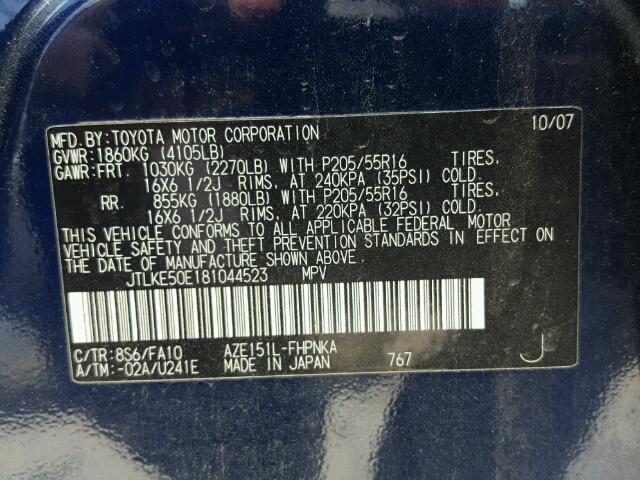 10/07
MFD.BY:TOYOTA MOTOR CORPORATION
GVWR:1860KG (4105LB)
GAWR:FRT. 1030KG (2270LB) WITH P205/55R16 TIRES.
16X6 1/2J RIMS, AT 240KPA (35PSI) COLD.
RR. 855KG (1880LB) WITH P205/55R16 TIRES.
16X6 1/2J RIMS, AT 220KPA (32PSI) COLD.
THIS VEHICLE CONFORMS TO ALL APPLICABLE FEDERAL MOTOR
VEHICLE SAFETY AND THEFT PREVENTION STANDARDS IN EFFECT ON
THE DATE OF MANUFACTURE SHOWN ABOVE.
JTLKE50E181044523 MPV
C/TR:8S6/FA10 AZE151L-FHPNKA
A/TM:-02A/U241E MADE IN JAPAN 767 J